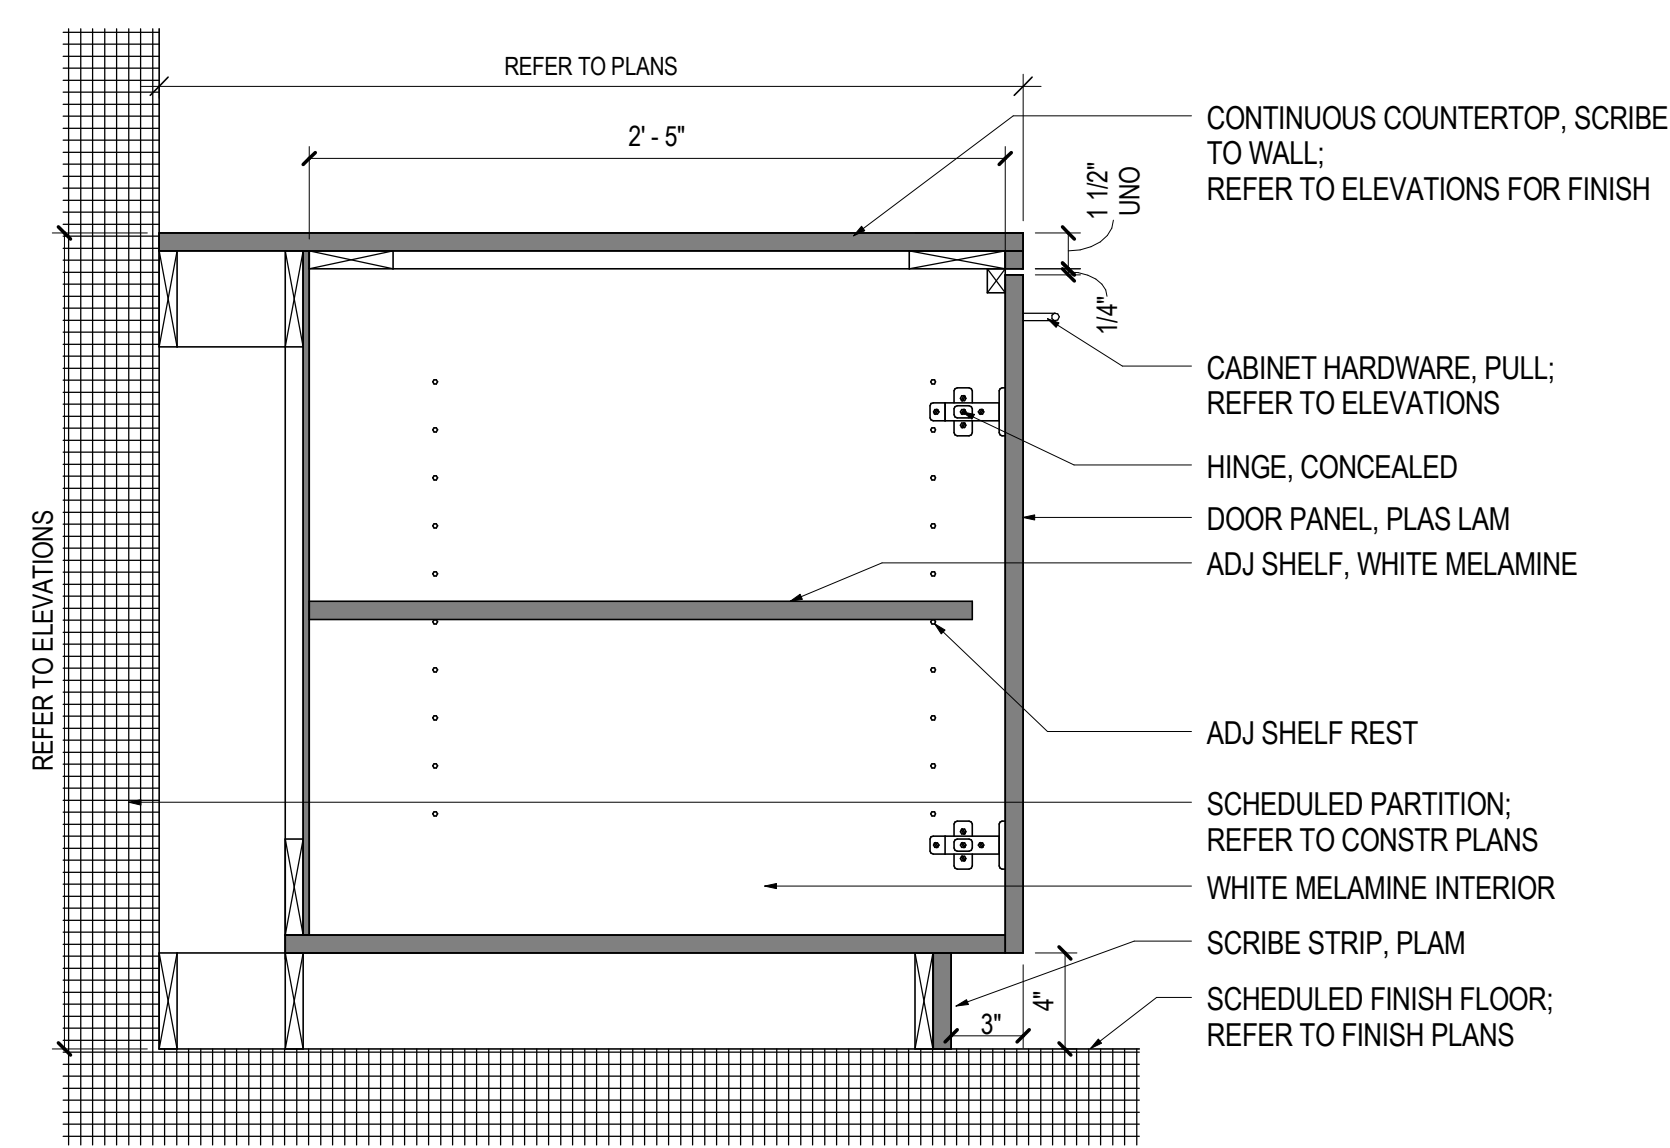 REFER TO PLANS
2' - 5"
1 1/2"
UNO
1/4"
CONTINUOUS COUNTERTOP, SCRIBE
TO WALL;
REFER TO ELEVATIONS FOR FINISH
CABINET HARDWARE, PULL;
REFER TO ELEVATIONS
HINGE, CONCEALED
DOOR PANEL, PLAS LAM
ADJ SHELF, WHITE MELAMINE
REFER TO ELEVATIONS
ADJ SHELF REST
SCHEDULED PARTITION;
REFER TO CONSTR PLANS
WHITE MELAMINE INTERIOR
SCRIBE STRIP, PLAM
4"
3"
SCHEDULED FINISH FLOOR;
REFER TO FINISH PLANS